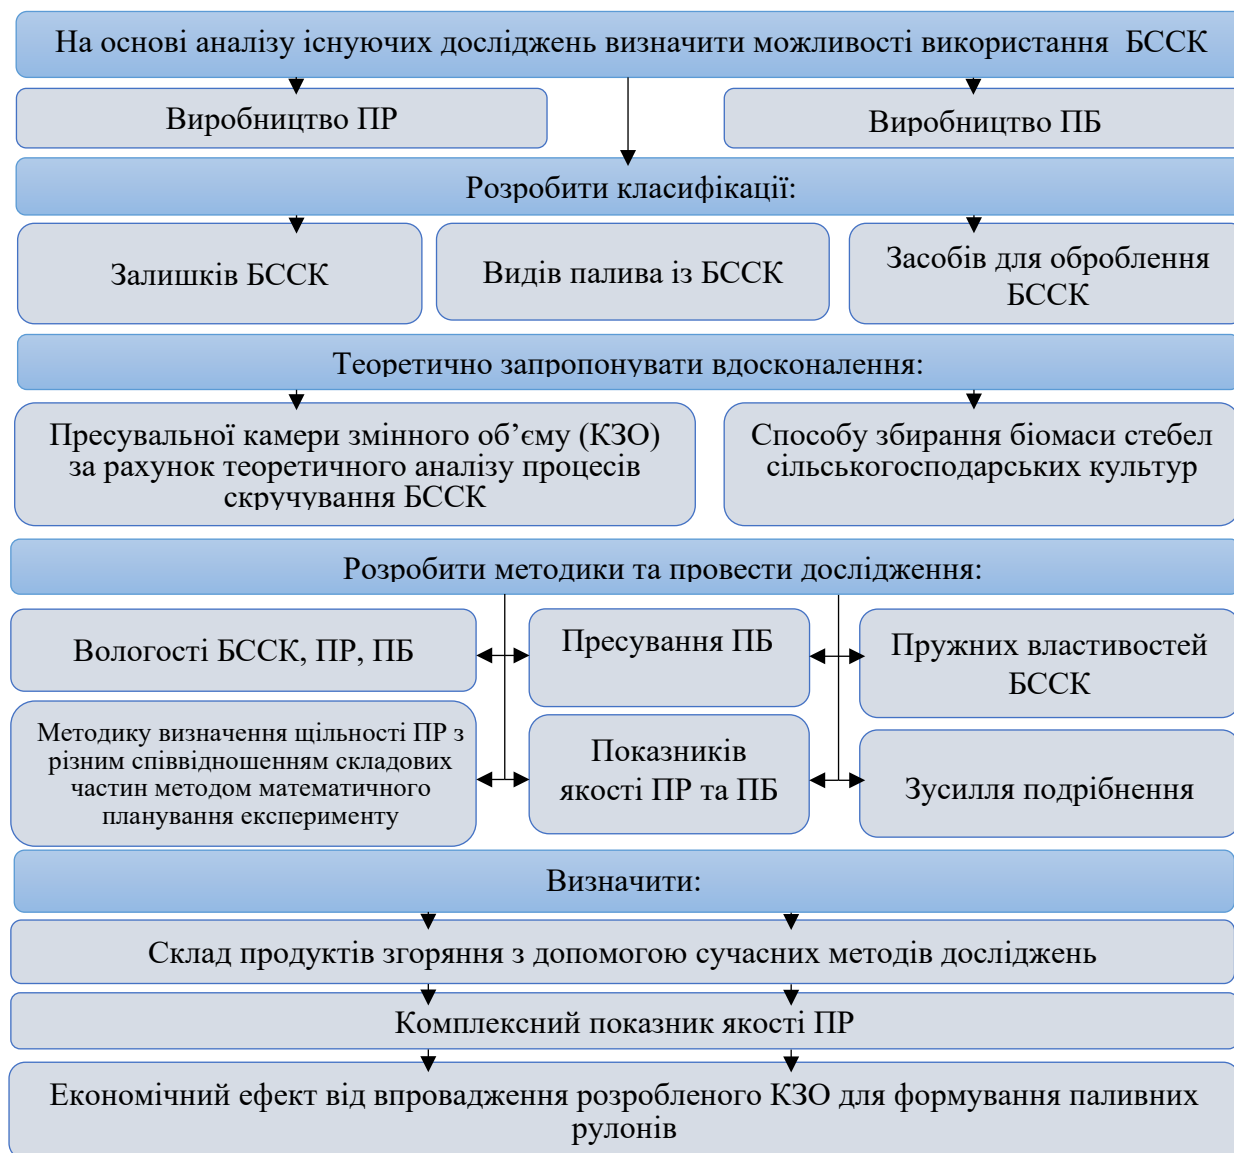 На основі аналізу існуючих досліджень визначити можливості використання БССК
Виробництво ПР
Виробництво ПБ
Розробити класифікації:
Залишків БССК
Видів палива із БССК
Засобів для оброблення
БССК
Теоретично запропонувати вдосконалення:
Пресувальної камери змінного об’єму (КЗО)
за рахунок теоретичного аналізу процесів
скручування БССК
Способу збирання біомаси стебел
сільськогосподарських культур
Розробити методики та провести дослідження:
Вологості БССК, ПР, ПБ
Пресування ПБ
Пружних властивостей
БССК
Методику визначення щільності ПР з
різним співвідношенням складових
частин методом математичного
планування експерименту
Показників
якості ПР та ПБ
Зусилля подрібнення
Визначити:
Склад продуктів згоряння з допомогою сучасних методів досліджень
Комплексний показник якості ПР
Економічний ефект від впровадження розробленого КЗО для формування паливних
рулонів